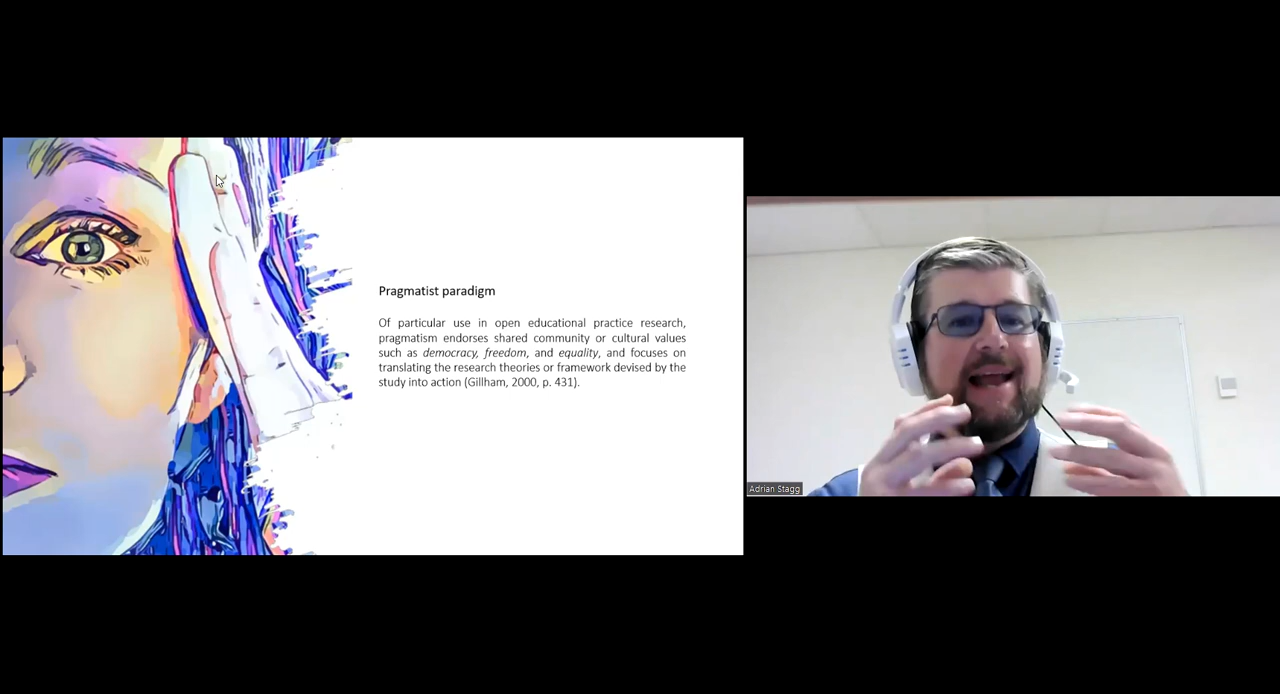 Pragmatist paradigm
Of particular use in open educational practice research,
pragmatism endorses shared community or cultural values
such as democracy, freedom, and equality, and focuses on
translating the research theories or framework devised by the
study into action (Gillham, 2000, p. 431).
Adrian Stagg